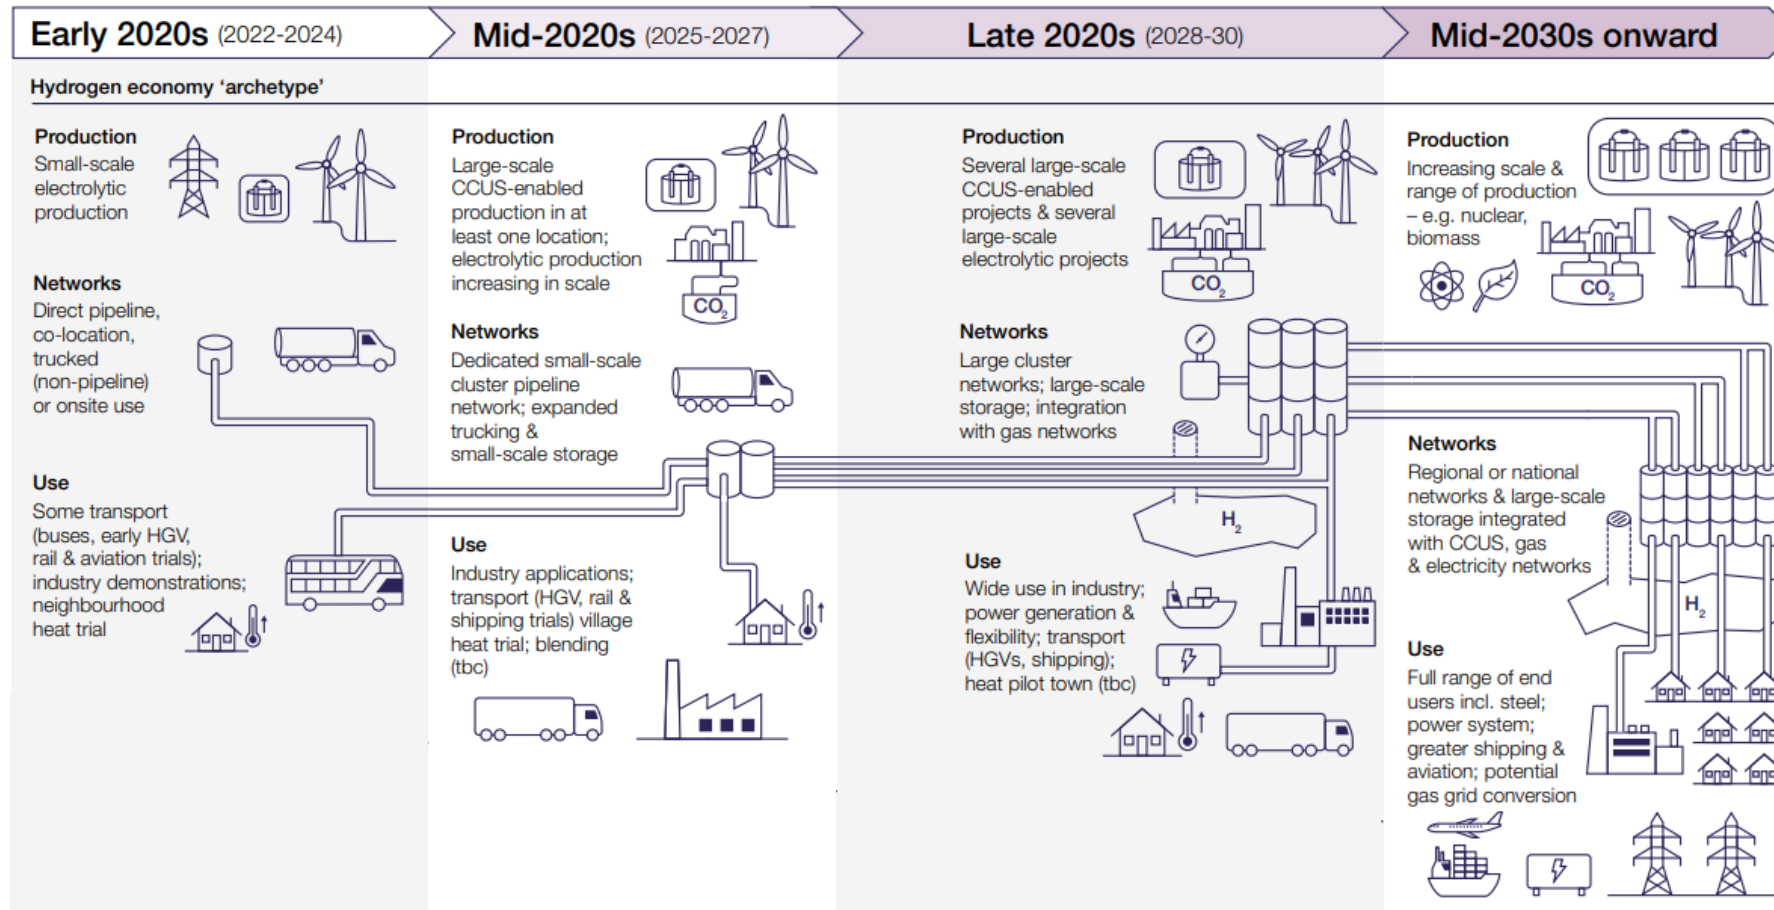 Early 2020s (2022-2024)
Mid-2020s (2025-2027)
Late 2020s (2028-30)
Mid-2030s onward
Hydrogen economy ‘archetype’
Production
Small-scale
electrolytic
production
Networks
Direct pipeline,
co-location,
trucked
(non-pipeline)
or onsite use
Use
Some transport
(buses, early HGV,
rail & aviation trials);
industry demonstrations;
neighbourhood
heat trial
Production
Large-scale
CCUS-enabled
production in at
least one location;
electrolytic production
increasing in scale
CO2
Networks
Dedicated small-scale
cluster pipeline
network; expanded
trucking &
small-scale storage
Use
Industry applications;
transport (HGV, rail &
shipping trials) village
heat trial; blending
(tbc)
Production
Several large-scale
CCUS-enabled
projects & several
large-scale
electrolytic projects
CO2
Networks
Large cluster
networks; large-scale
storage; integration
with gas networks
H2
Use
Wide use in industry;
power generation &
flexibility; transport
(HGVs, shipping);
heat pilot town (tbc)
Production
Increasing scale &
range of production
– e.g. nuclear,
biomass
CO2
Networks
Regional or national
networks & large-scale
storage integrated
with CCUS, gas
& electricity networks
H2
Use
Full range of end
users incl. steel;
power system;
greater shipping &
aviation; potential
gas grid conversion